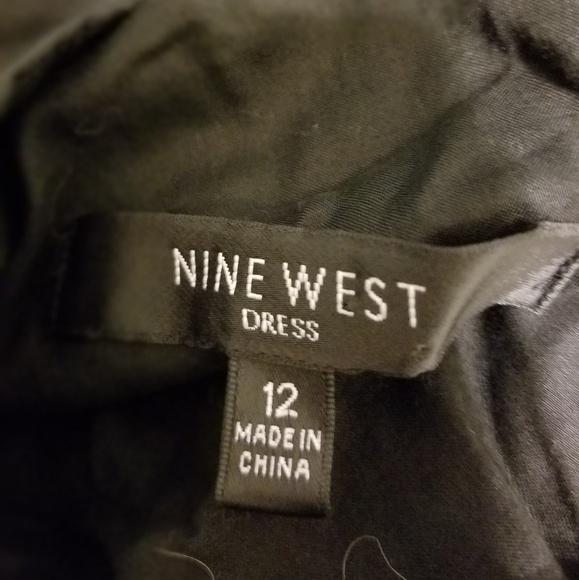 NINE WEST
DRESS
12
MADE IN
CHINA